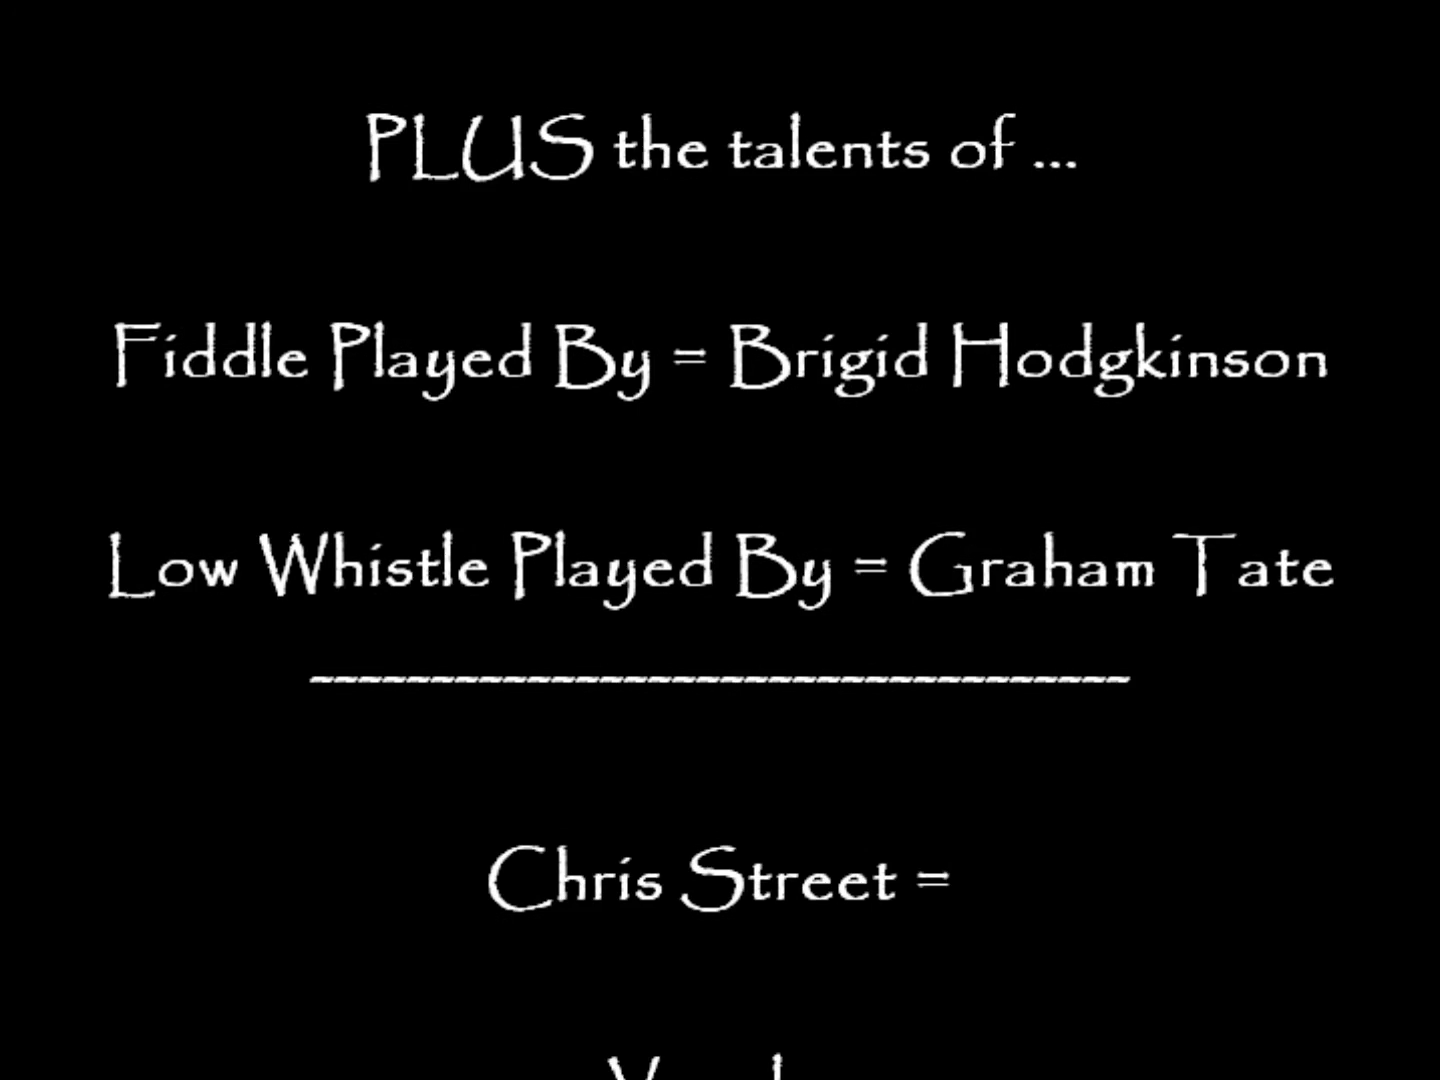 PLUS the talents of ...
Fiddle Played By = Brigid Hodgkinson
Low Whistle Played By = Graham Tate
~~~~~~~~~~~~~~~~~~~~~~~~~~~~~~~~~~
Chris Street =